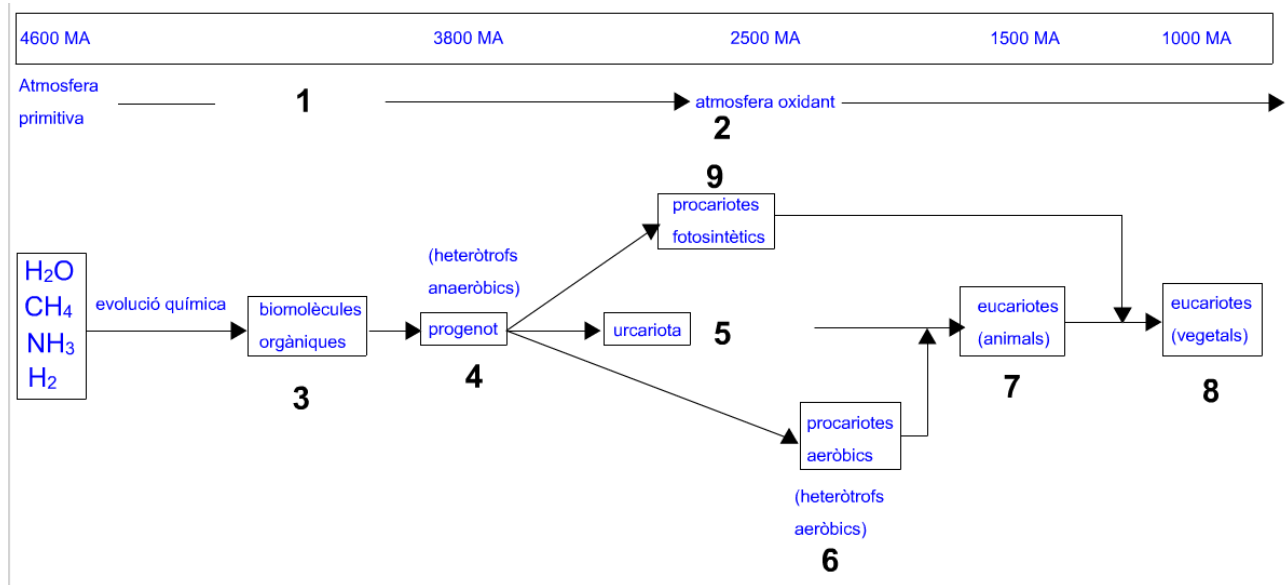 4600 MA 3800 MA 2500 MA 1500 MA 1000 MA
Atmosfera
primitiva
1
atmosfera oxidant
2
9
procariotes
fotosintètics
(heteròtrofs
anaeròbics)
H₂O
CH₄
NH₃
H₂
evolució química
biomolècules
orgàniques
3
progenot
4
urcariota
5
eucariotes
(animals)
7
eucariotes
(vegetals)
8
procariotes
aeròbics
(heteròtrofs
aeròbics)
6